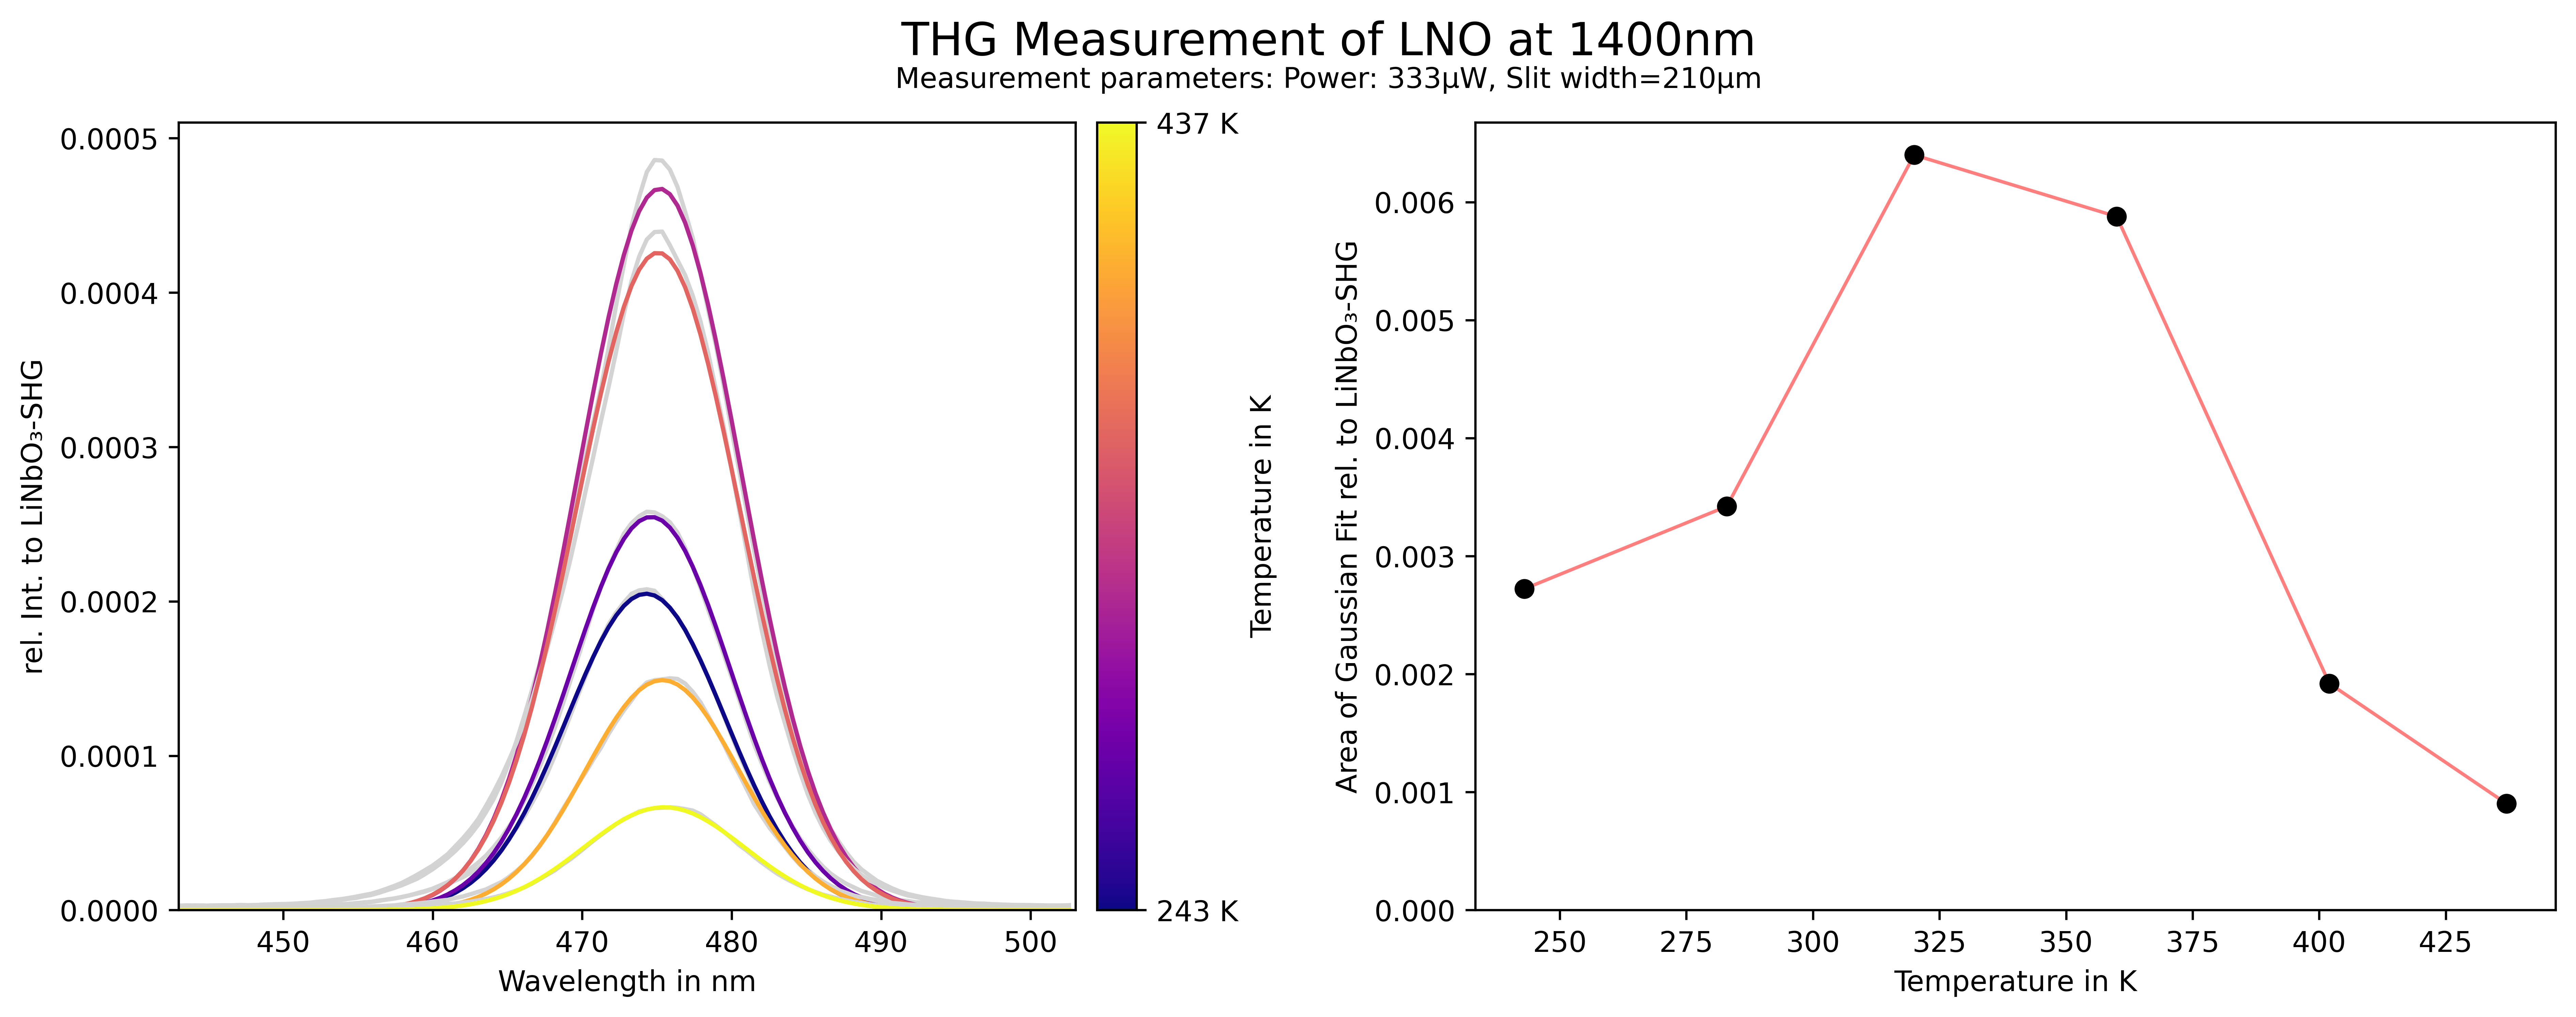 THG Measurement of LNO at 1400nm
Measurement parameters: Power: 333µW, Slit width=210µm
rel. Int. to LiNbO₃-SHG
0.0005
0.0004
0.0003
0.0002
0.0001
0.0000
450 460 470 480 490 500
Wavelength in nm
437 K
243 K
Temperature in K
Area of Gaussian Fit rel. to LiNbO₃-SHG
0.006
0.005
0.004
0.003
0.002
0.001
0.000
250 275 300 325 350 375 400 425
Temperature in K